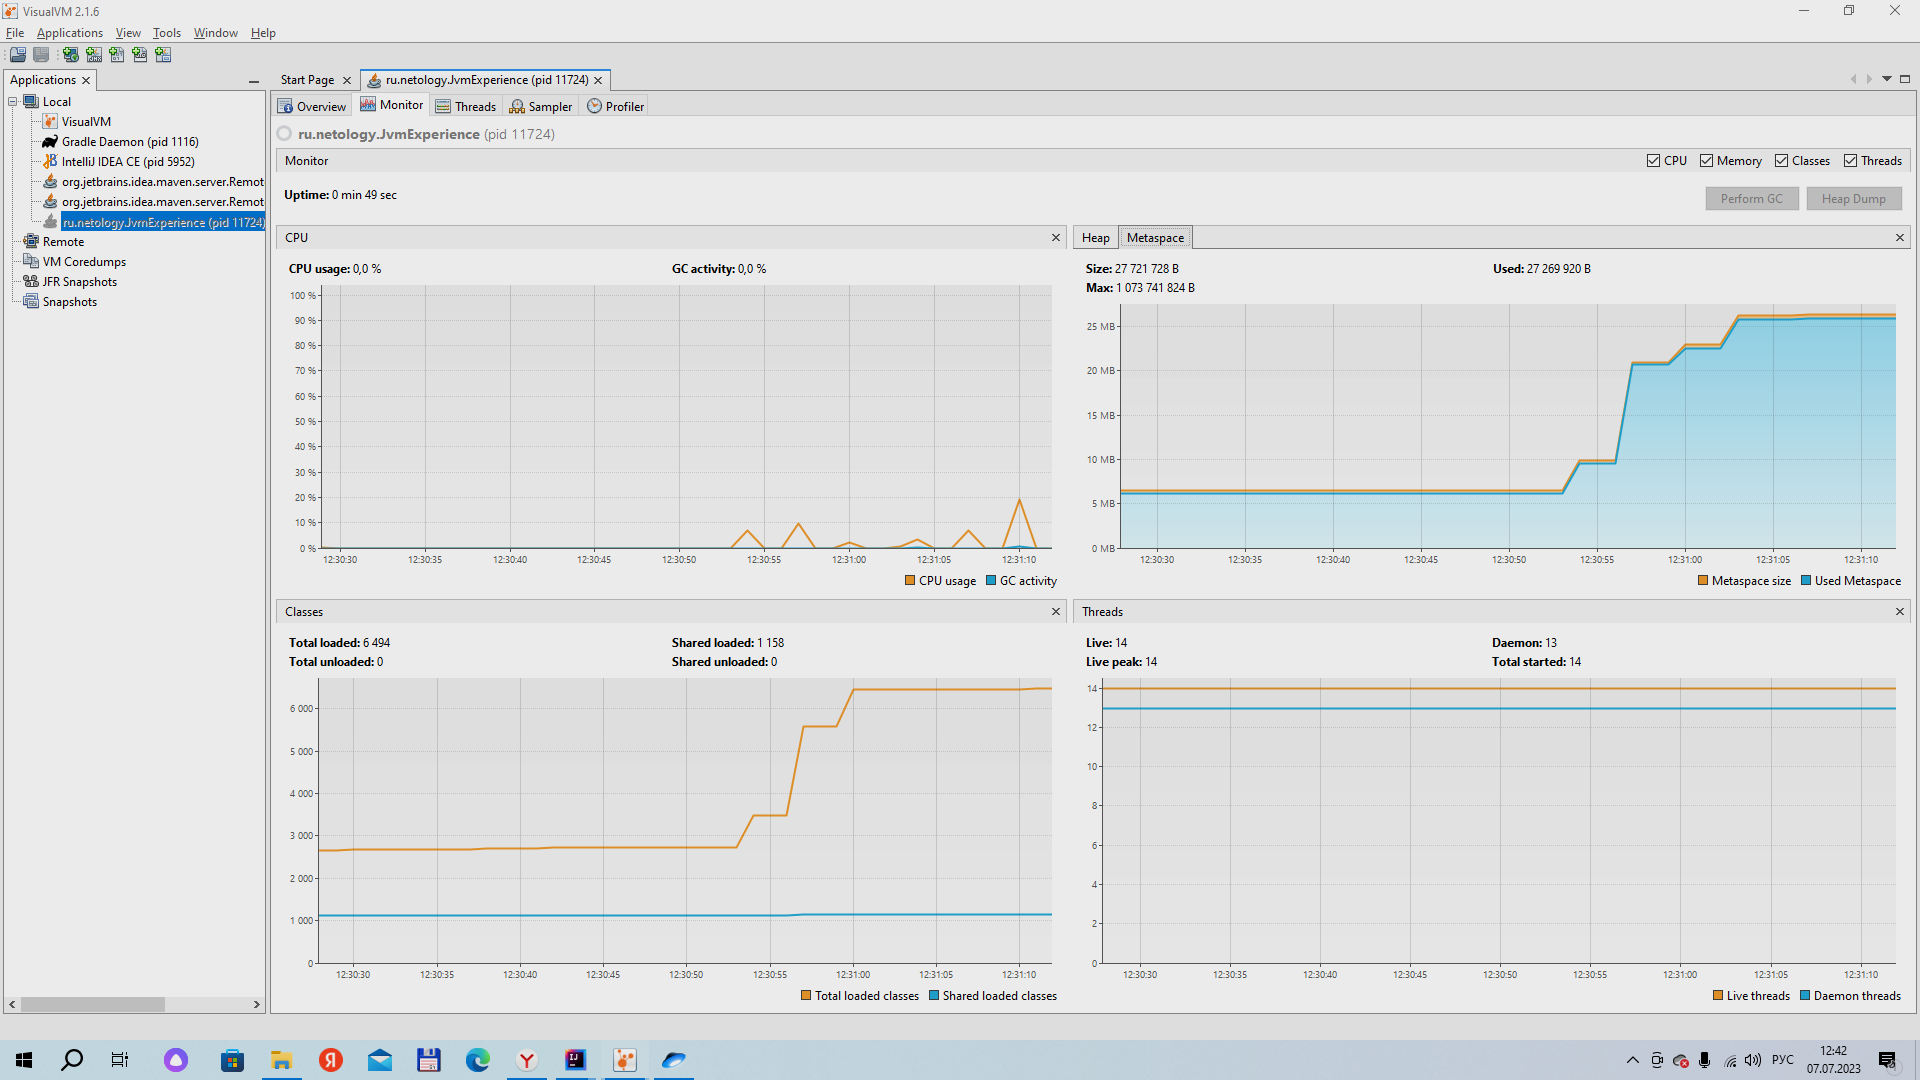 VisualVM 2.1.6
File Applications View Tools Window Help
Applications
Local
VisualVM
Gradle Daemon (pid 1116)
IntelliJ IDEA CE (pid 5952)
org.jetbrains.idea.maven.server.Remot
org.jetbrains.idea.maven.server.Remot
ru.netology.JvmExperience (pid 11724)
Remote
VM Coredumps
JFR Snapshots
Snapshots
Start Page
ru.netology.JvmExperience (pid 11724)
Overview Monitor Threads Sampler Profiler
ru.netology.JvmExperience (pid 11724)
Monitor
CPU Memory Classes Threads
Uptime: 0 min 49 sec
Perform GC Heap Dump
CPU
CPU usage: 0,0 % GC activity: 0,0 %
100 %
90 %
80 %
70 %
60 %
50 %
40 %
30 %
20 %
10 %
0 %
12:30:30 12:30:35 12:30:40 12:30:45 12:30:50 12:30:55 12:31:00 12:31:05 12:31:10
CPU usage GC activity
Heap Metaspace
Size: 27 721 728 B Used: 27 269 920 B
Max: 1 073 741 824 B
25 MB
20 MB
15 MB
10 MB
5 MB
0 MB
12:30:30 12:30:35 12:30:40 12:30:45 12:30:50 12:30:55 12:31:00 12:31:05 12:31:10
Metaspace size Used Metaspace
Classes
Total loaded: 6 494 Shared loaded: 1 158
Total unloaded: 0 Shared unloaded: 0
6 000
5 000
4 000
3 000
2 000
1 000
0
12:30:30 12:30:35 12:30:40 12:30:45 12:30:50 12:30:55 12:31:00 12:31:05 12:31:10
Total loaded classes Shared loaded classes
Threads
Live: 14 Daemon: 13
Live peak: 14 Total started: 14
14
12
10
8
6
4
2
0
12:30:30 12:30:35 12:30:40 12:30:45 12:30:50 12:30:55 12:31:00 12:31:05 12:31:10
Live threads Daemon threads
РУС
12:42
07.07.2023